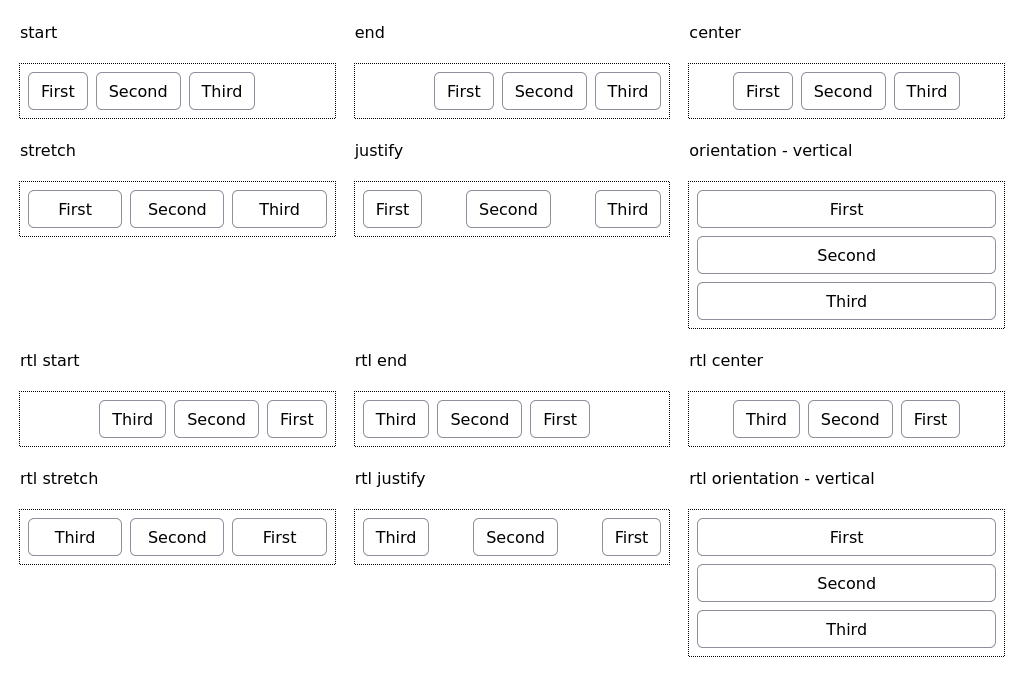 start
end
center
First Second Third
First Second Third
First Second Third
stretch
justify
orientation - vertical
First Second Third
First Second Third
First
Second
Third
rtl start
rtl end
rtl center
Third Second First
Third Second First
Third Second First
rtl stretch
rtl justify
rtl orientation - vertical
Third Second First
Third Second First
First
Second
Third